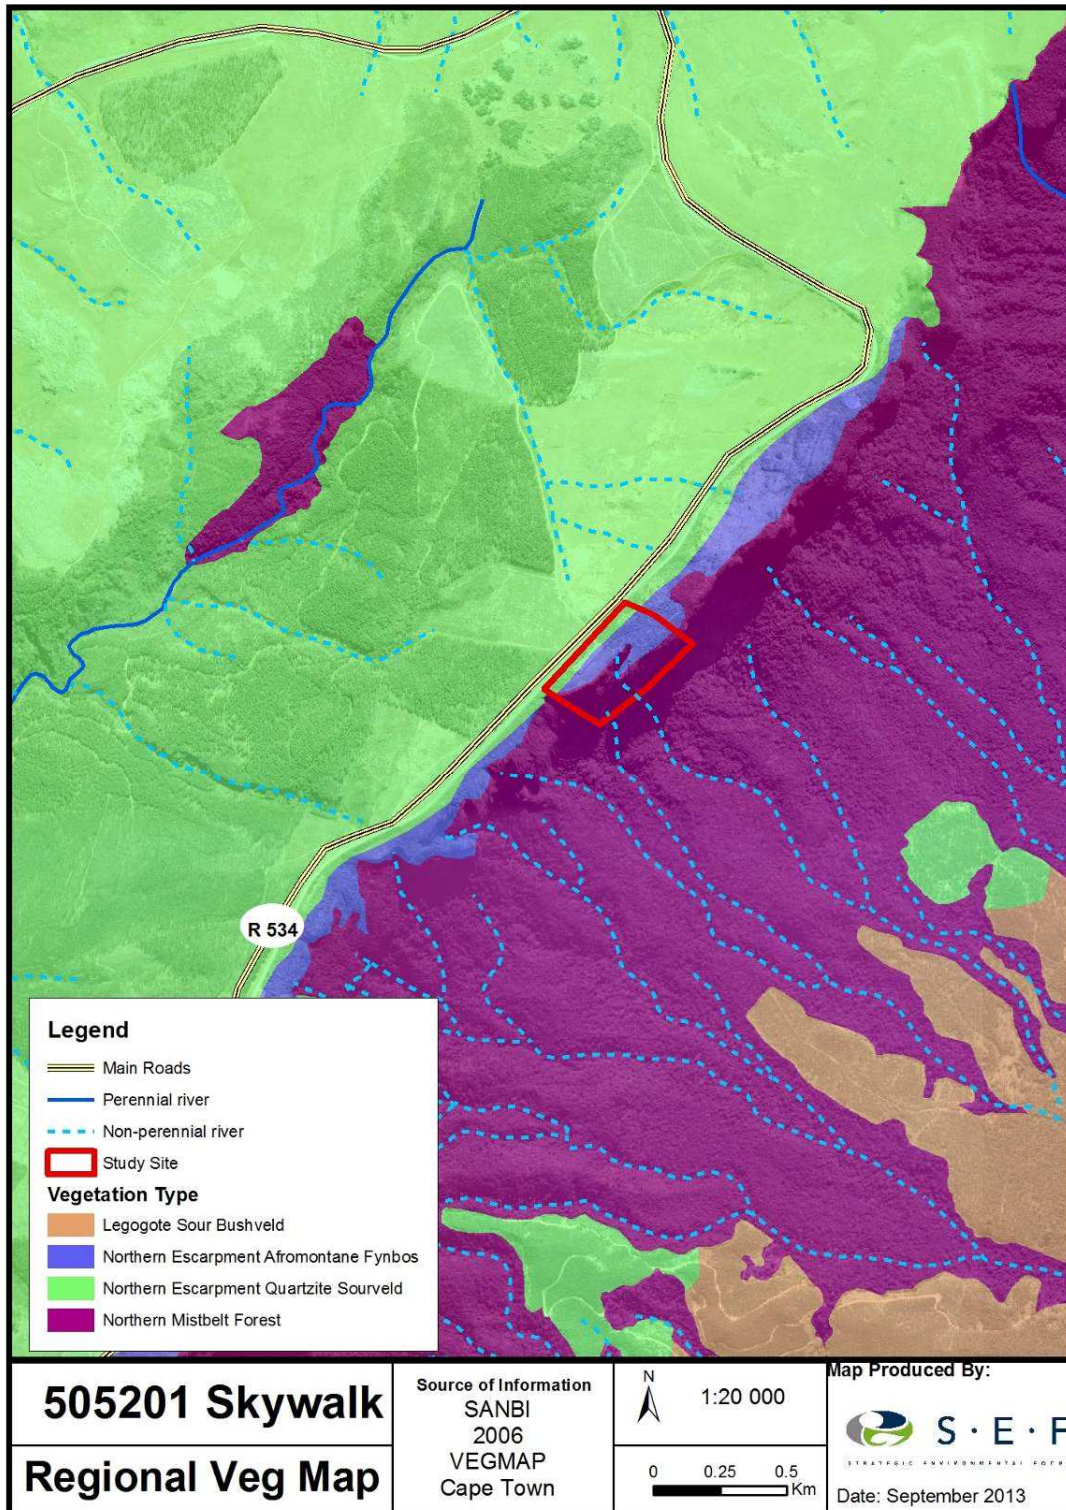 R 534
Legend
Main Roads
Perennial river
Non-perennial river
Study Site
Vegetation Type
Legogote Sour Bushveld
Northern Escarpment Afromontane Fynbos
Northern Escarpment Quartzite Sourveld
Northern Mistbelt Forest
505201 Skywalk
Regional Veg Map
Source of Information
SANBI
2006
VEGMAP
Cape Town
N
1:20 000
0 0.25 0.5
Km
Map Produced By:
S·E·F
STRATEGIC ENVIRONMENTAL
Date: September 2013